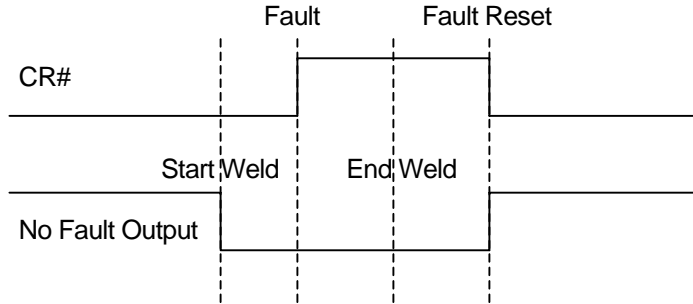 Fault Fault Reset
CR#
Start Weld End Weld
No Fault Output